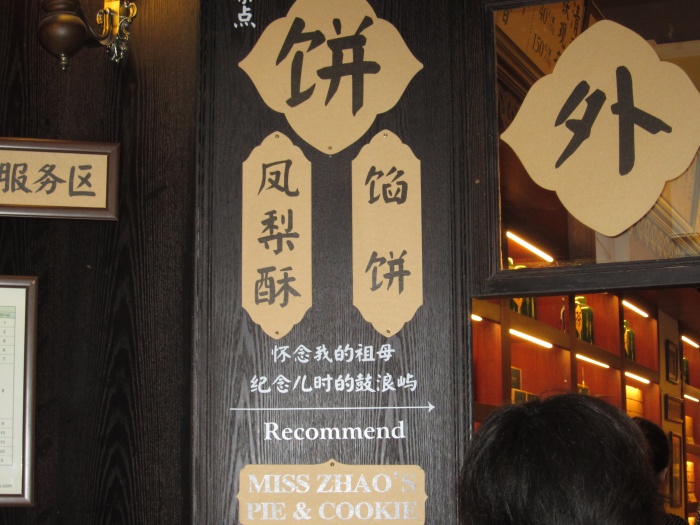 点
饼
外
服务区
凤梨酥
馅饼
怀念我的祖母
纪念儿时的鼓浪屿
Recommend
MISS ZHAO'S
PIE & COOKIE